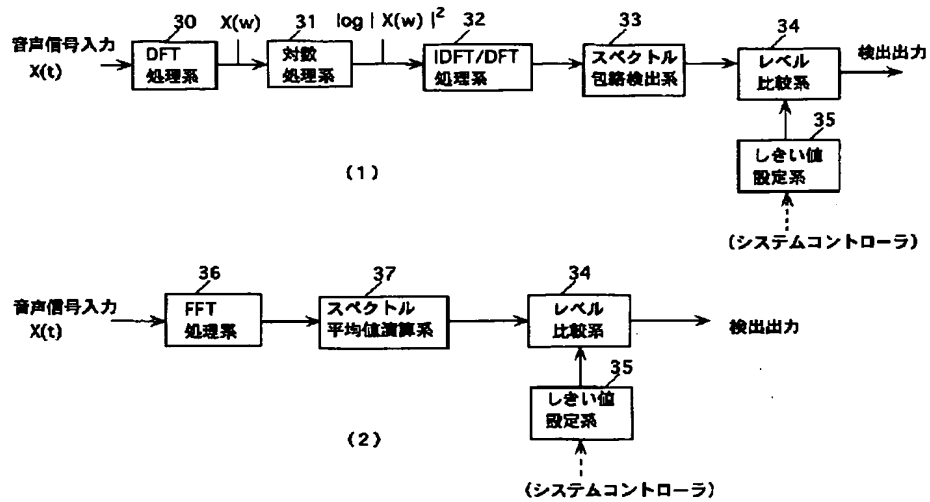 30
X(w)
31
log | X(w) |²
32
33
34
音声信号入力
X(t)
DFT
処理系
対数
処理系
IDFT/DFT
処理系
スペクトル
包絡検出系
レベル
比較系
検出出力
35
しきい値
設定系
(1)
(システムコントローラ)
36
37
34
音声信号入力
X(t)
FFT
処理系
スペクトル
平均値演算系
レベル
比較系
検出出力
35
しきい値
設定系
(2)
(システムコントローラ)